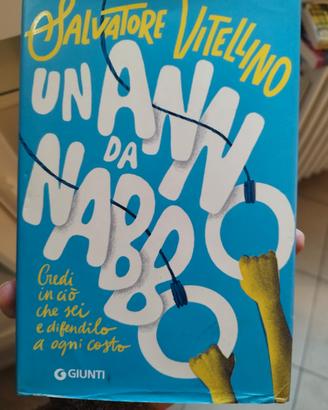 SALVATORE VITELLINO
UN ANNO
DA
NABBO
Credi
in ciò
che sei
e difendilo
a ogni costo
GIUNTI